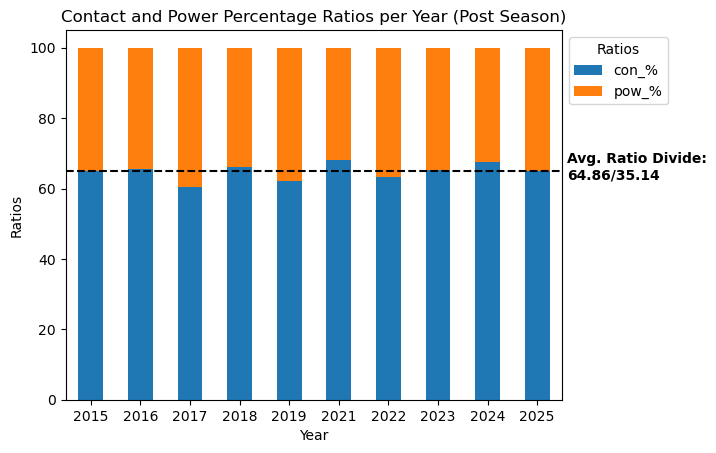 Contact and Power Percentage Ratios per Year (Post Season)
Ratios
con_%
pow_%
Avg. Ratio Divide:
64.86/35.14
Ratios
100
80
60
40
20
0
2015 2016 2017 2018 2019 2021 2022 2023 2024 2025
Year